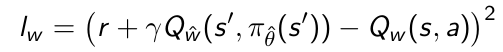 l_w = (r + γQ_ŵ(s′, π_θ̂(s′)) − Q_w(s, a))²